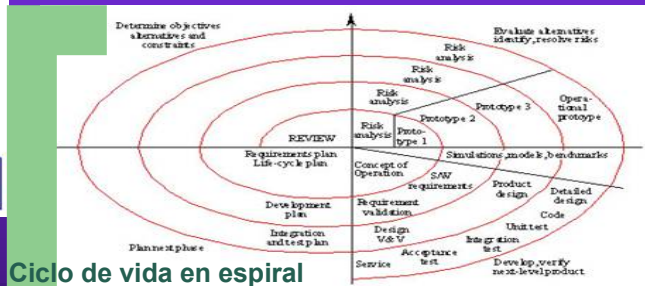 Determine objectives
alternatives and
constraints
Evaluate alternatives
identify, resolve risks
Risk
analysis
Risk
analysis
Risk
analysis
Risk
analysis
Proto-
type 1
Prototype 2
Prototype 3
Opera-
tional
protoype
REVIEW
Requirements plan
Life-cycle plan
Concept of
Operation
Simulations, models, benchmarks
S/W
requirements
Product
design
Detailed
design
Development
plan
Requirement
validation
Code
Unit test
Integration
and test plan
Design
V&V
Integration
test
Plan next phase
Acceptance
test
Service
Develop, verify
next-level product
Ciclo de vida en espiral